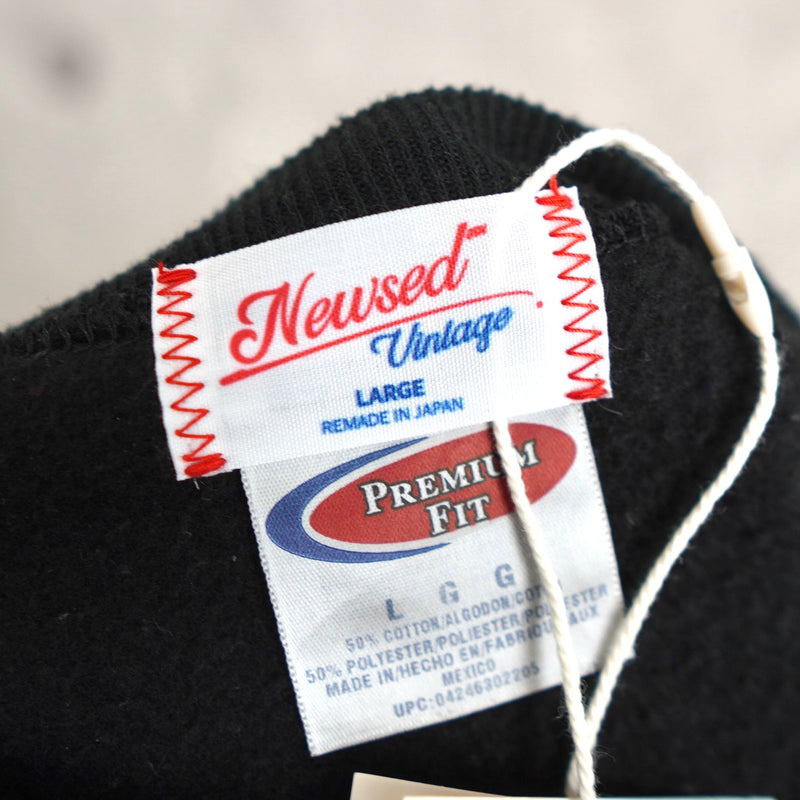 Newsed
Vintage
LARGE
REMADE IN JAPAN
PREMIUM
FIT
L G G
50% COTTON/ALGODON/COTON
50% POLYESTER/POLIESTER/POLYESTER
MADE IN/HECHO EN/FABRIQUE AUX
MEXICO
UPC:04246302205